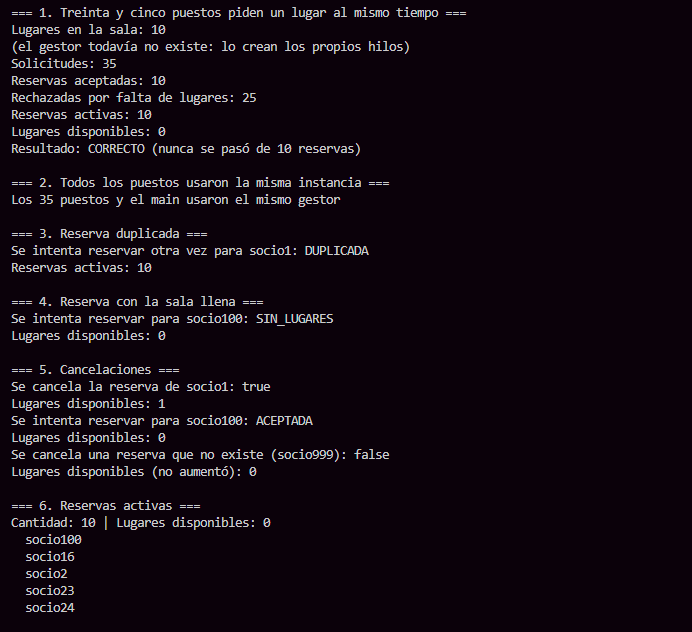 === 1. Treinta y cinco puestos piden un lugar al mismo tiempo ===
Lugares en la sala: 10
(el gestor todavía no existe: lo crean los propios hilos)
Solicitudes: 35
Reservas aceptadas: 10
Rechazadas por falta de lugares: 25
Reservas activas: 10
Lugares disponibles: 0
Resultado: CORRECTO (nunca se pasó de 10 reservas)

=== 2. Todos los puestos usaron la misma instancia ===
Los 35 puestos y el main usaron el mismo gestor

=== 3. Reserva duplicada ===
Se intenta reservar otra vez para socio1: DUPLICADA
Reservas activas: 10

=== 4. Reserva con la sala llena ===
Se intenta reservar para socio100: SIN_LUGARES
Lugares disponibles: 0

=== 5. Cancelaciones ===
Se cancela la reserva de socio1: true
Lugares disponibles: 1
Se intenta reservar para socio100: ACEPTADA
Lugares disponibles: 0
Se cancela una reserva que no existe (socio999): false
Lugares disponibles (no aumentó): 0

=== 6. Reservas activas ===
Cantidad: 10 | Lugares disponibles: 0
  socio100
  socio16
  socio2
  socio23
  socio24